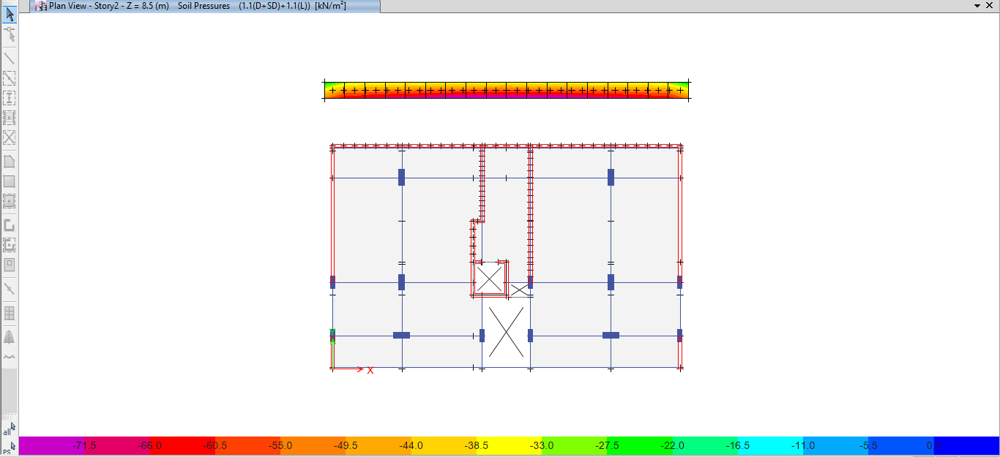 Plan View - Story2 - Z = 8.5 (m) Soil Pressures (1.1(D+SD)+1.1(L)) [kN/m²]
X
all
PS
-71.5 -66.0 -60.5 -55.0 -49.5 -44.0 -38.5 -33.0 -27.5 -22.0 -16.5 -11.0 -5.5 0.0